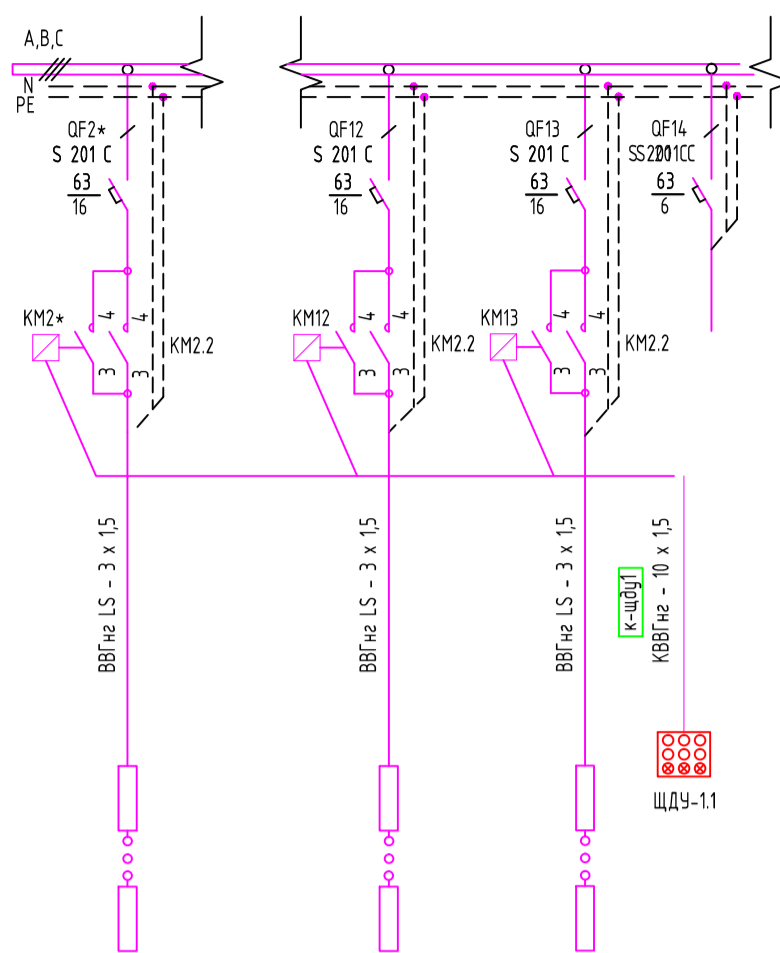 A,B,C
N
PE
QF2*
S 201 C
63
16
QF12
S 201 C
63
16
QF13
S 201 C
63
16
QF14
63
6
KM2*
4
4
3
3
KM2.2
KM12
4
4
3
3
KM2.2
KM13
4
4
3
3
KM2.2
ВВГнг LS - 3 x 1,5
ВВГнг LS - 3 x 1,5
ВВГнг LS - 3 x 1,5
к-щду1
КВВГнг - 10 x 1,5
ЩДУ-1.1